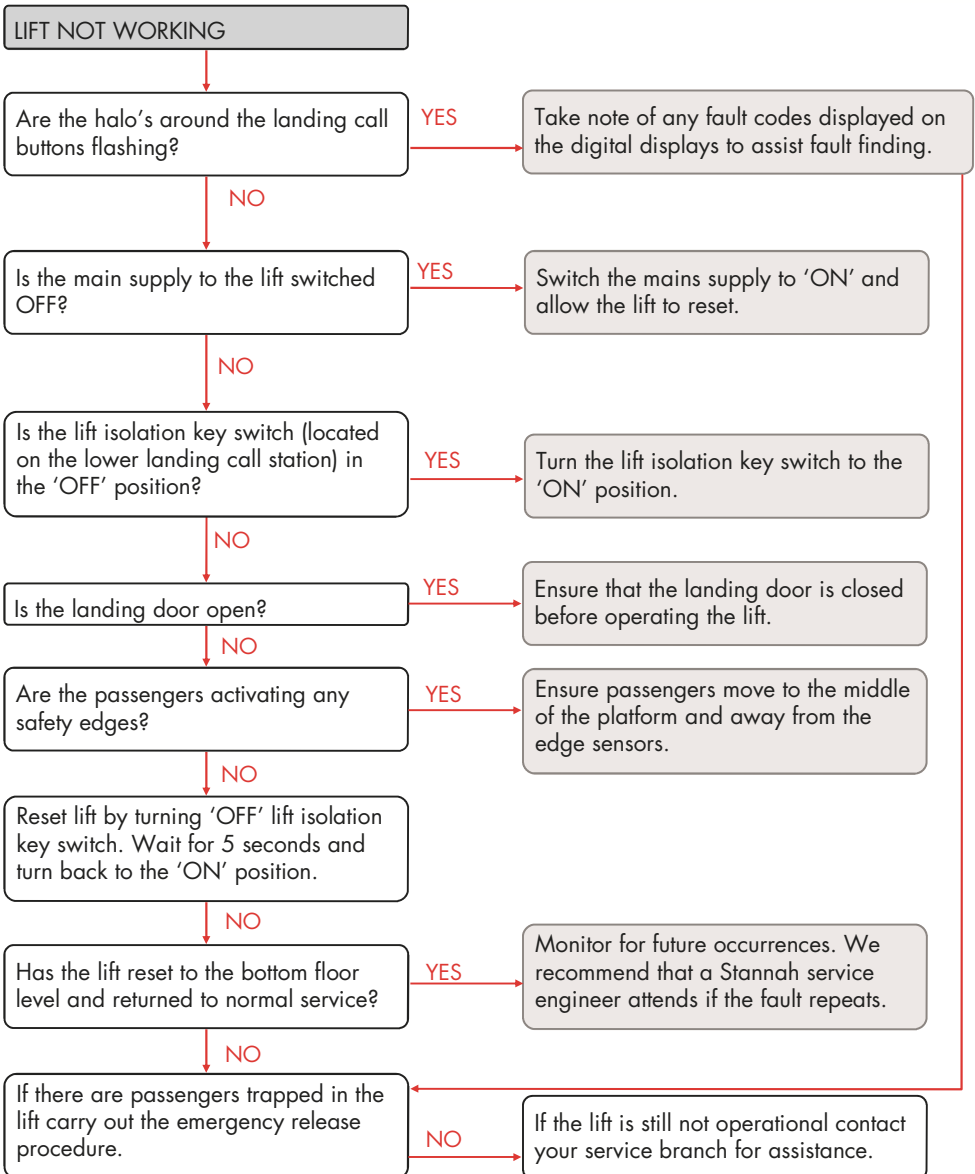 LIFT NOT WORKING
Are the halo's around the landing call
buttons flashing?
YES
Take note of any fault codes displayed on
the digital displays to assist fault finding.
NO
Is the main supply to the lift switched
OFF?
YES
Switch the mains supply to ‘ON’ and
allow the lift to reset.
NO
Is the lift isolation key switch (located
on the lower landing call station) in
the ‘OFF’ position?
YES
Turn the lift isolation key switch to the
‘ON’ position.
NO
Is the landing door open?
YES
Ensure that the landing door is closed
before operating the lift.
NO
Are the passengers activating any
safety edges?
YES
Ensure passengers move to the middle
of the platform and away from the
edge sensors.
NO
Reset lift by turning ‘OFF’ lift isolation
key switch. Wait for 5 seconds and
turn back to the ‘ON’ position.
NO
Has the lift reset to the bottom floor
level and returned to normal service?
YES
Monitor for future occurrences. We
recommend that a Stannah service
engineer attends if the fault repeats.
NO
If there are passengers trapped in the
lift carry out the emergency release
procedure.
NO
If the lift is still not operational contact
your service branch for assistance.